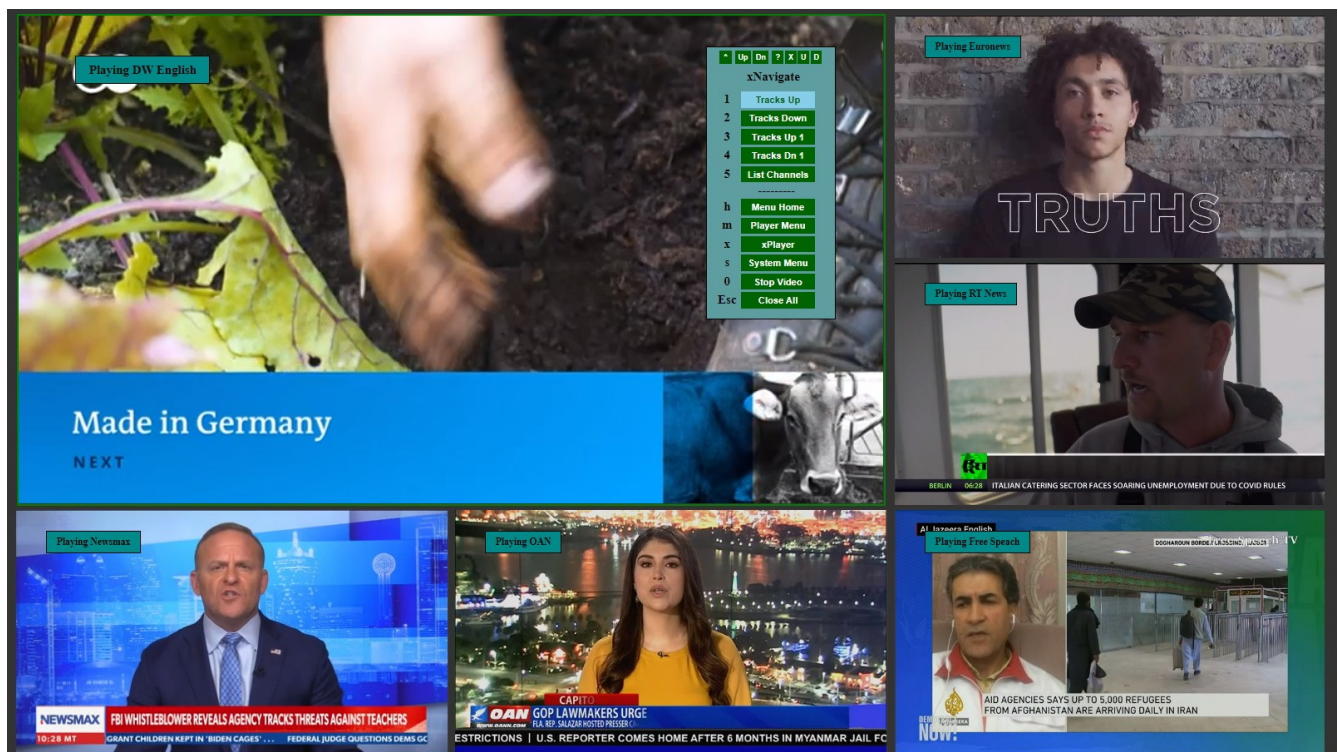 Playing DW English
^ Up Dn ? X U D
xNavigate
1 Tracks Up
2 Tracks Down
3 Tracks Up 1
4 Tracks Dn 1
5 List Channels
---------
h Menu Home
m Player Menu
x xPlayer
s System Menu
0 Stop Video
Esc Close All
Made in Germany
NEXT
Playing Euronews
TRUTHS
Playing RT News
RT
BERLIN 06:28 ITALIAN CATERING SECTOR FACES SOARING UNEMPLOYMENT DUE TO COVID RULES
Playing Newsmax
NEWSMAX FBI WHISTLEBLOWER REVEALS AGENCY TRACKS THREATS AGAINST TEACHERS
10:28 MT GRANT CHILDREN KEPT IN 'BIDEN CAGES' . . . FEDERAL JUDGE QUESTIONS DEMS GO
Playing OAN
CAPITO
OAN GOP LAWMAKERS URGE
WWW.OANN.COM FLA. REP. SALAZAR HOSTED PRESSER
ESTRICTIONS | U.S. REPORTER COMES HOME AFTER 6 MONTHS IN MYANMAR JAIL FO
Al Jazeera English
Playing Free Speach
TV
AID AGENCIES SAYS UP TO 5,000 REFUGEES
FROM AFGHANISTAN ARE ARRIVING DAILY IN IRAN
NOW!